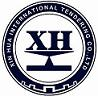 XIN HUA INTERNATIONAL TENDERING CO.,LTD
XH